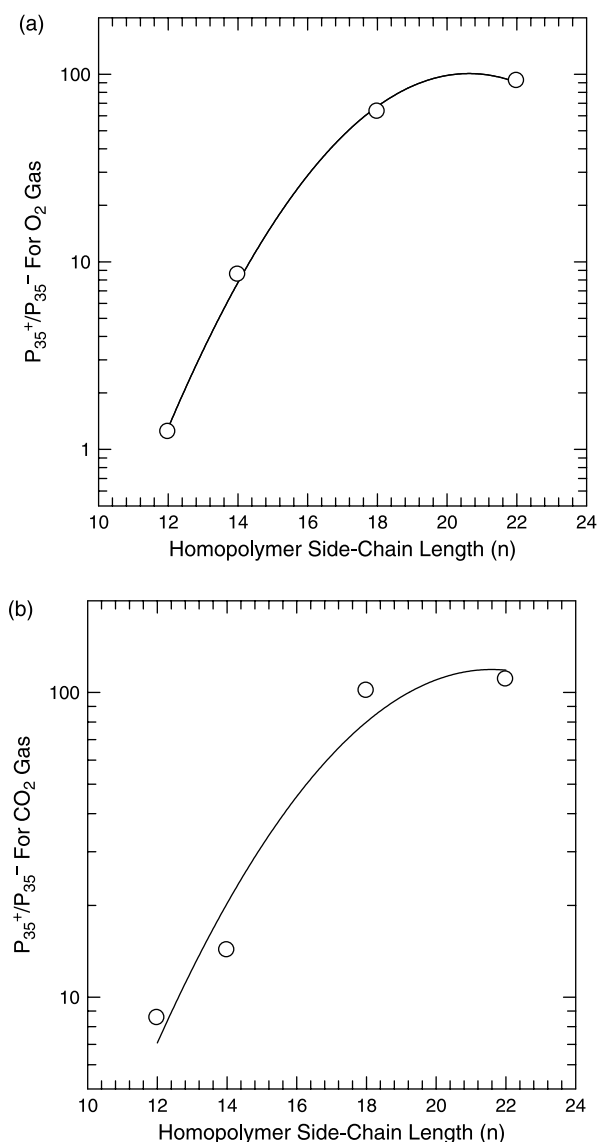 (a)
100
10
1
P₃₅⁺/P₃₅⁻ For O₂ Gas
10 12 14 16 18 20 22 24
Homopolymer Side-Chain Length (n)
(b)
100
10
P₃₅⁺/P₃₅⁻ For CO₂ Gas
10 12 14 16 18 20 22 24
Homopolymer Side-Chain Length (n)